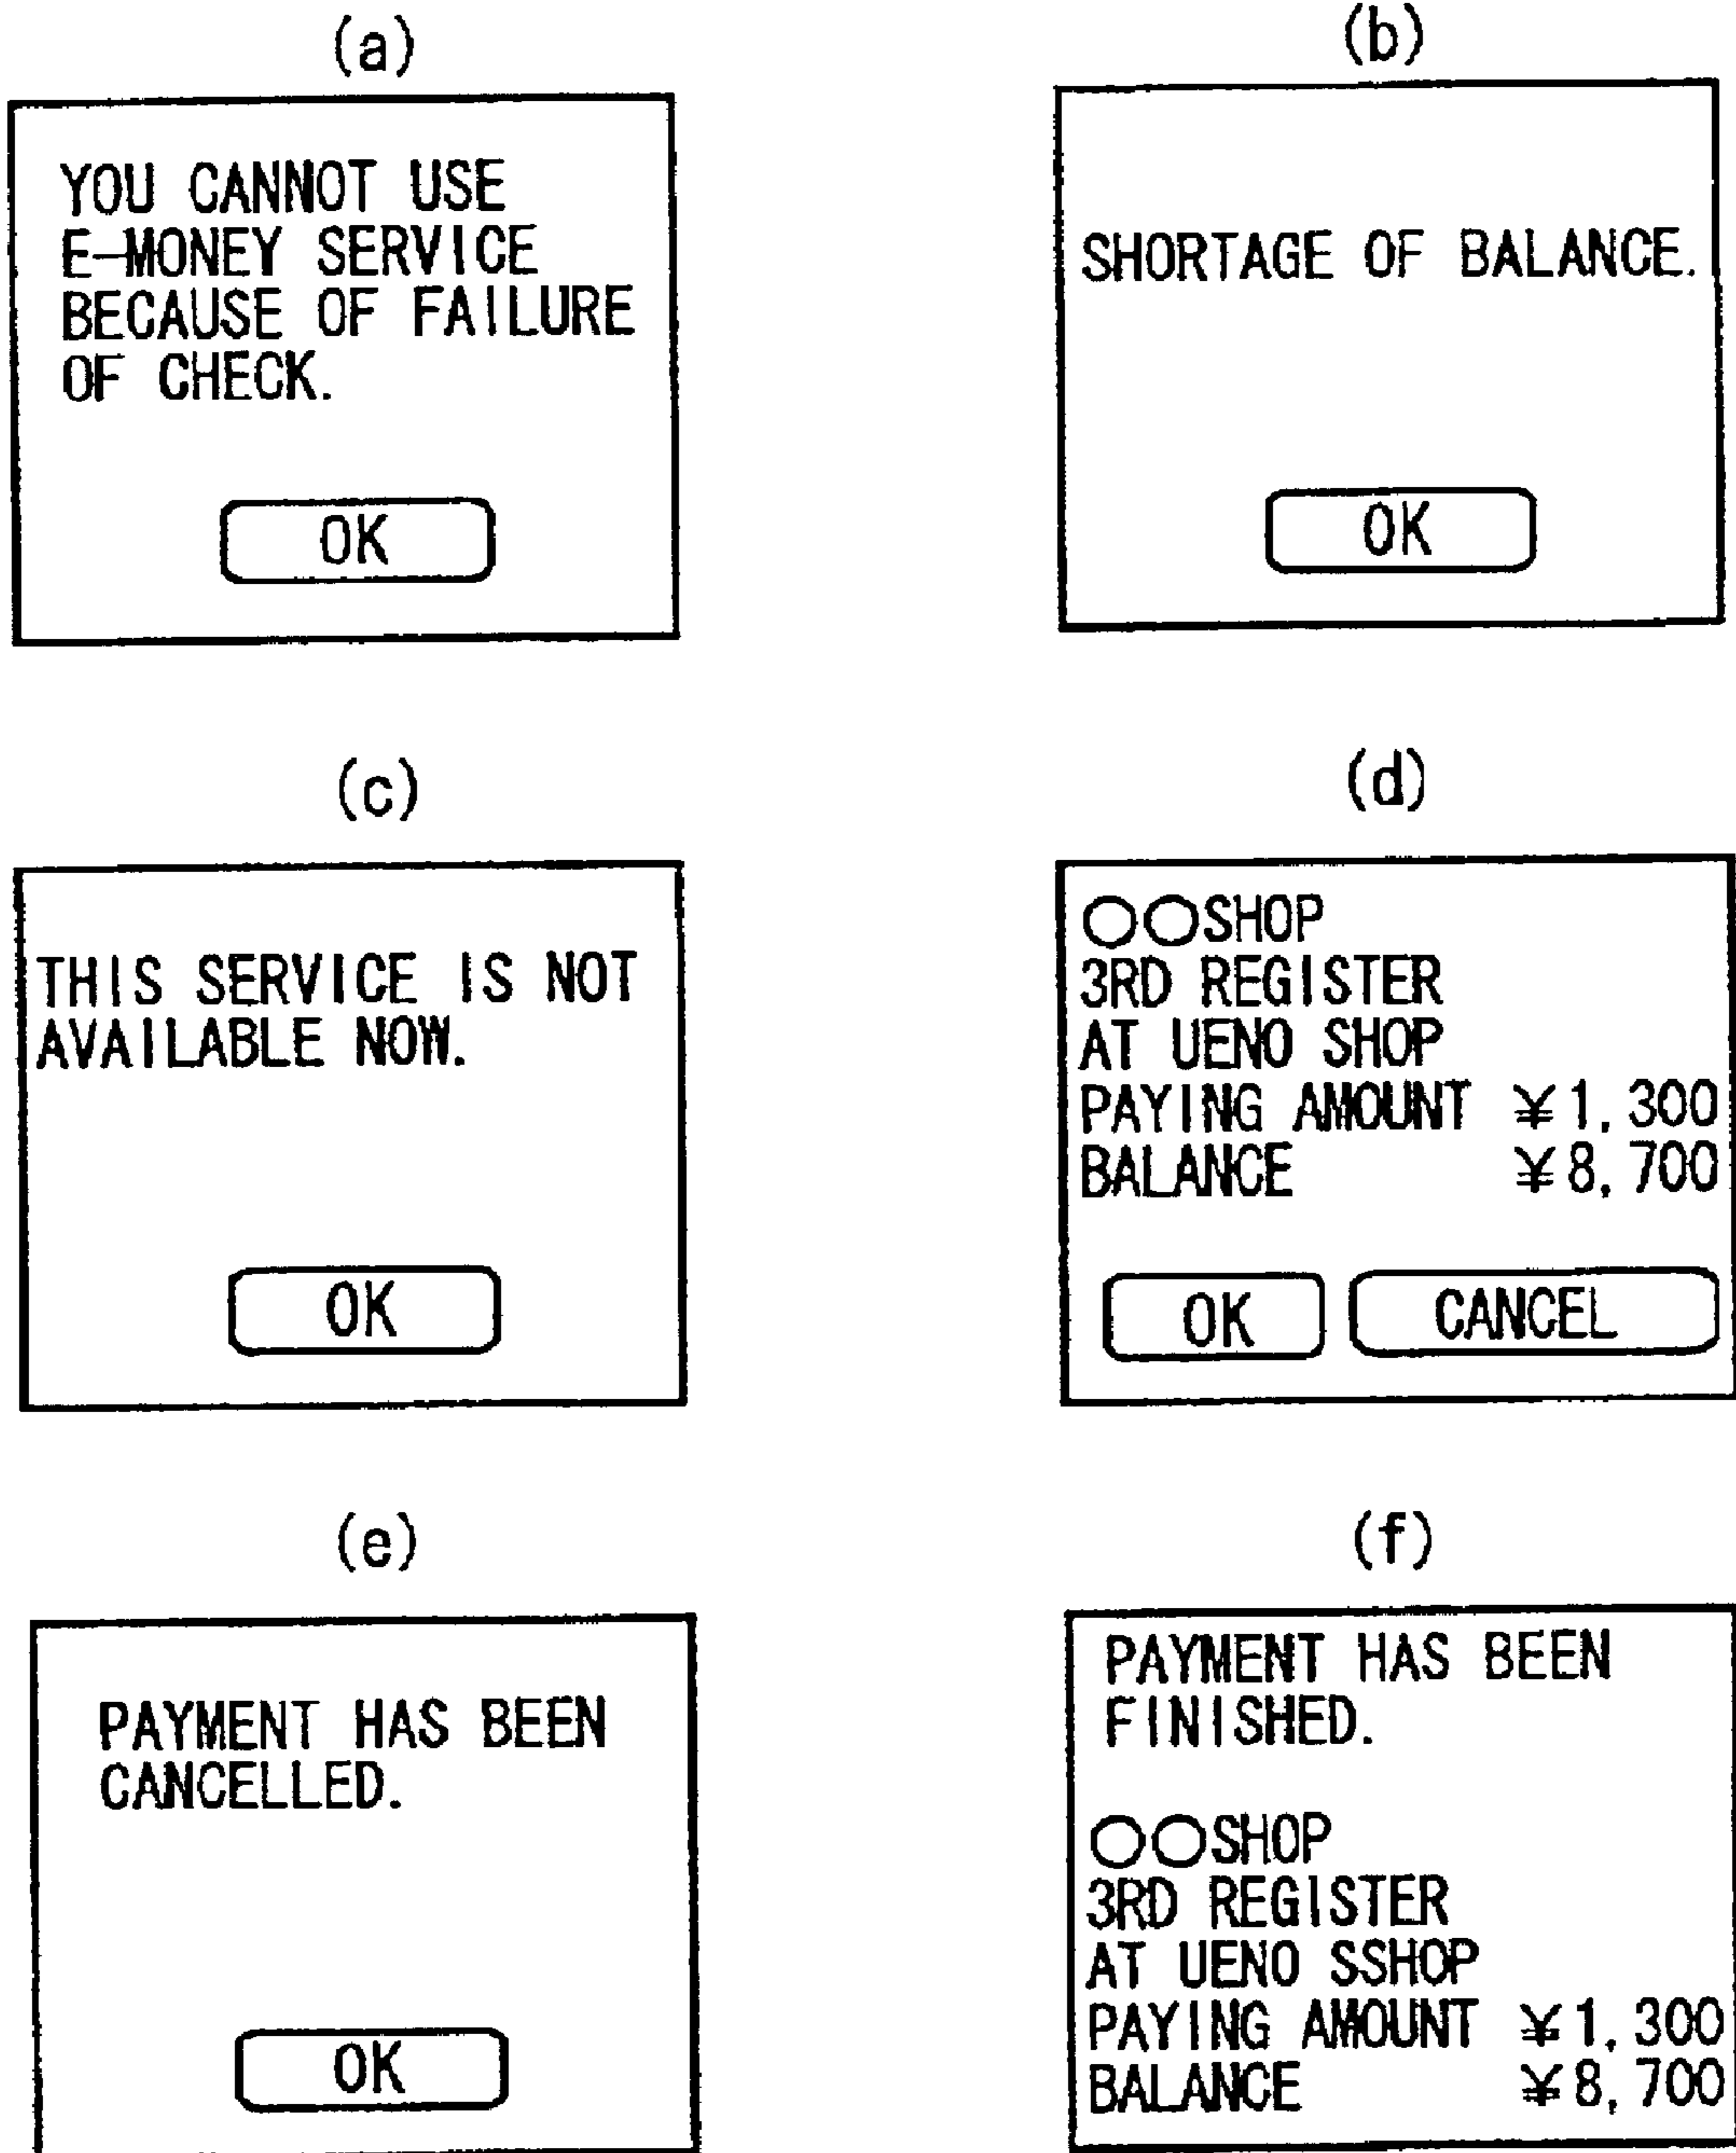 (a)
YOU CANNOT USE
E-MONEY SERVICE
BECAUSE OF FAILURE
OF CHECK.
OK
(b)
SHORTAGE OF BALANCE.
OK
(c)
THIS SERVICE IS NOT
AVAILABLE NOW.
OK
(d)
○○SHOP
3RD REGISTER
AT UENO SHOP
PAYING AMOUNT ¥1,300
BALANCE ¥8,700
OK CANCEL
(e)
PAYMENT HAS BEEN
CANCELLED.
OK
(f)
PAYMENT HAS BEEN
FINISHED.
○○SHOP
3RD REGISTER
AT UENO SSHOP
PAYING AMOUNT ¥1,300
BALANCE ¥8,700